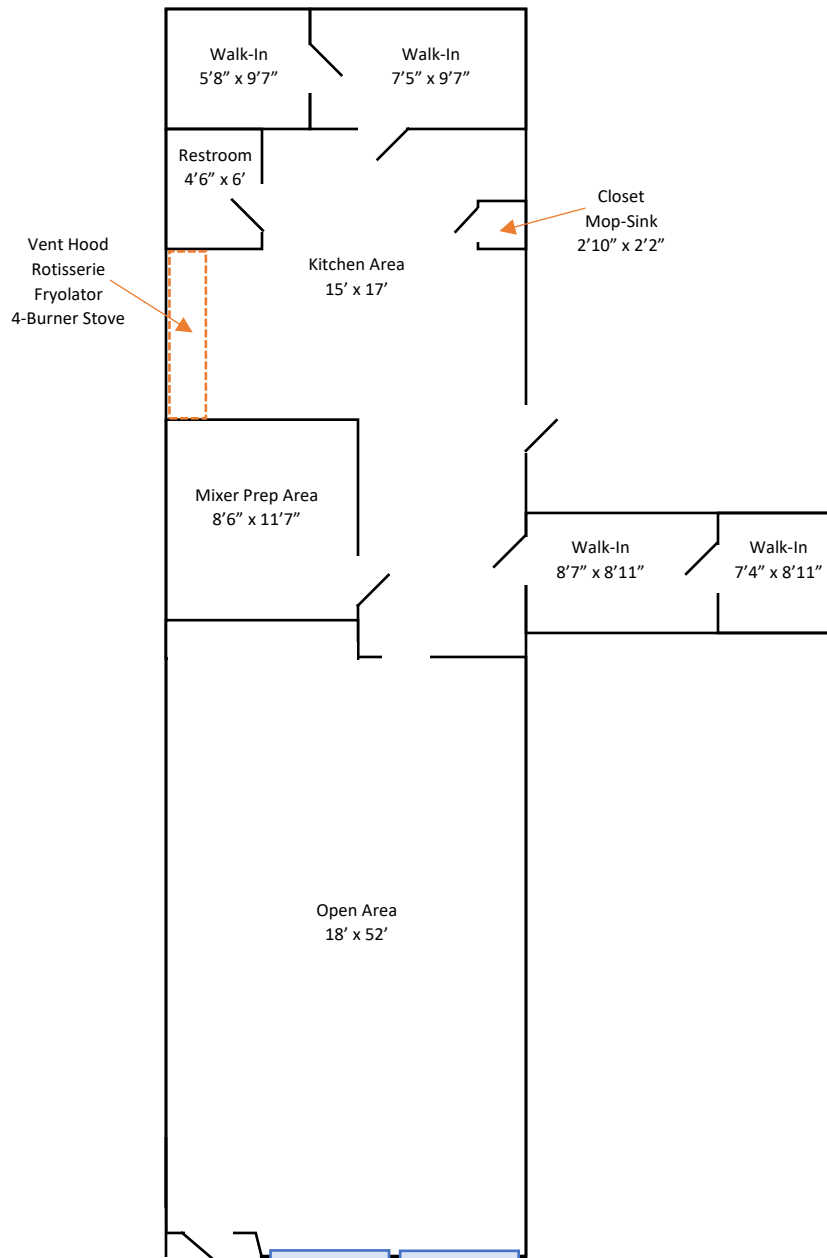 Walk-In
5’8” x 9’7”
Walk-In
7’5” x 9’7”
Restroom
4’6” x 6’
Closet
Mop-Sink
2’10” x 2’2”
Vent Hood
Rotisserie
Fryolator
4-Burner Stove
Kitchen Area
15’ x 17’
Mixer Prep Area
8’6” x 11’7”
Walk-In
8’7” x 8’11”
Walk-In
7’4” x 8’11”
Open Area
18’ x 52’